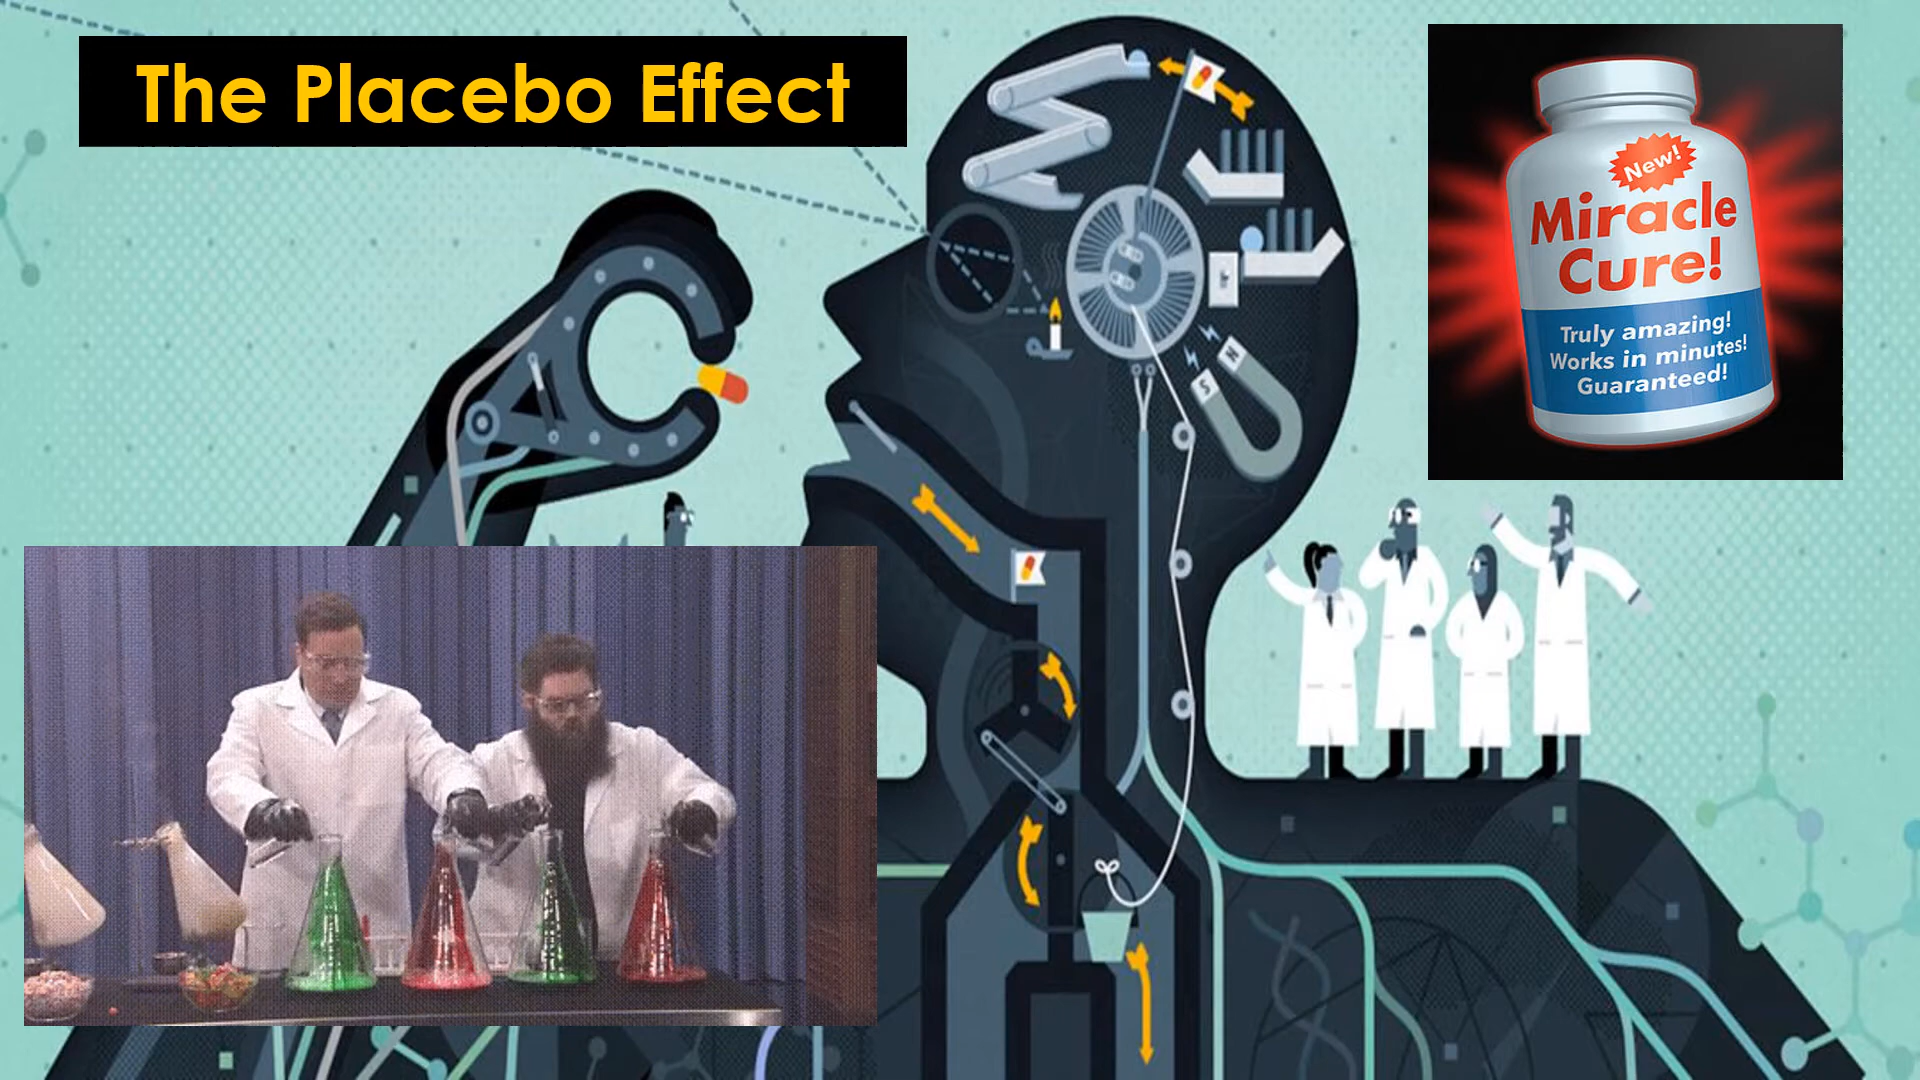 The Placebo Effect
New!
Miracle
Cure!
Truly amazing!
Works in minutes!
Guaranteed!
N
S